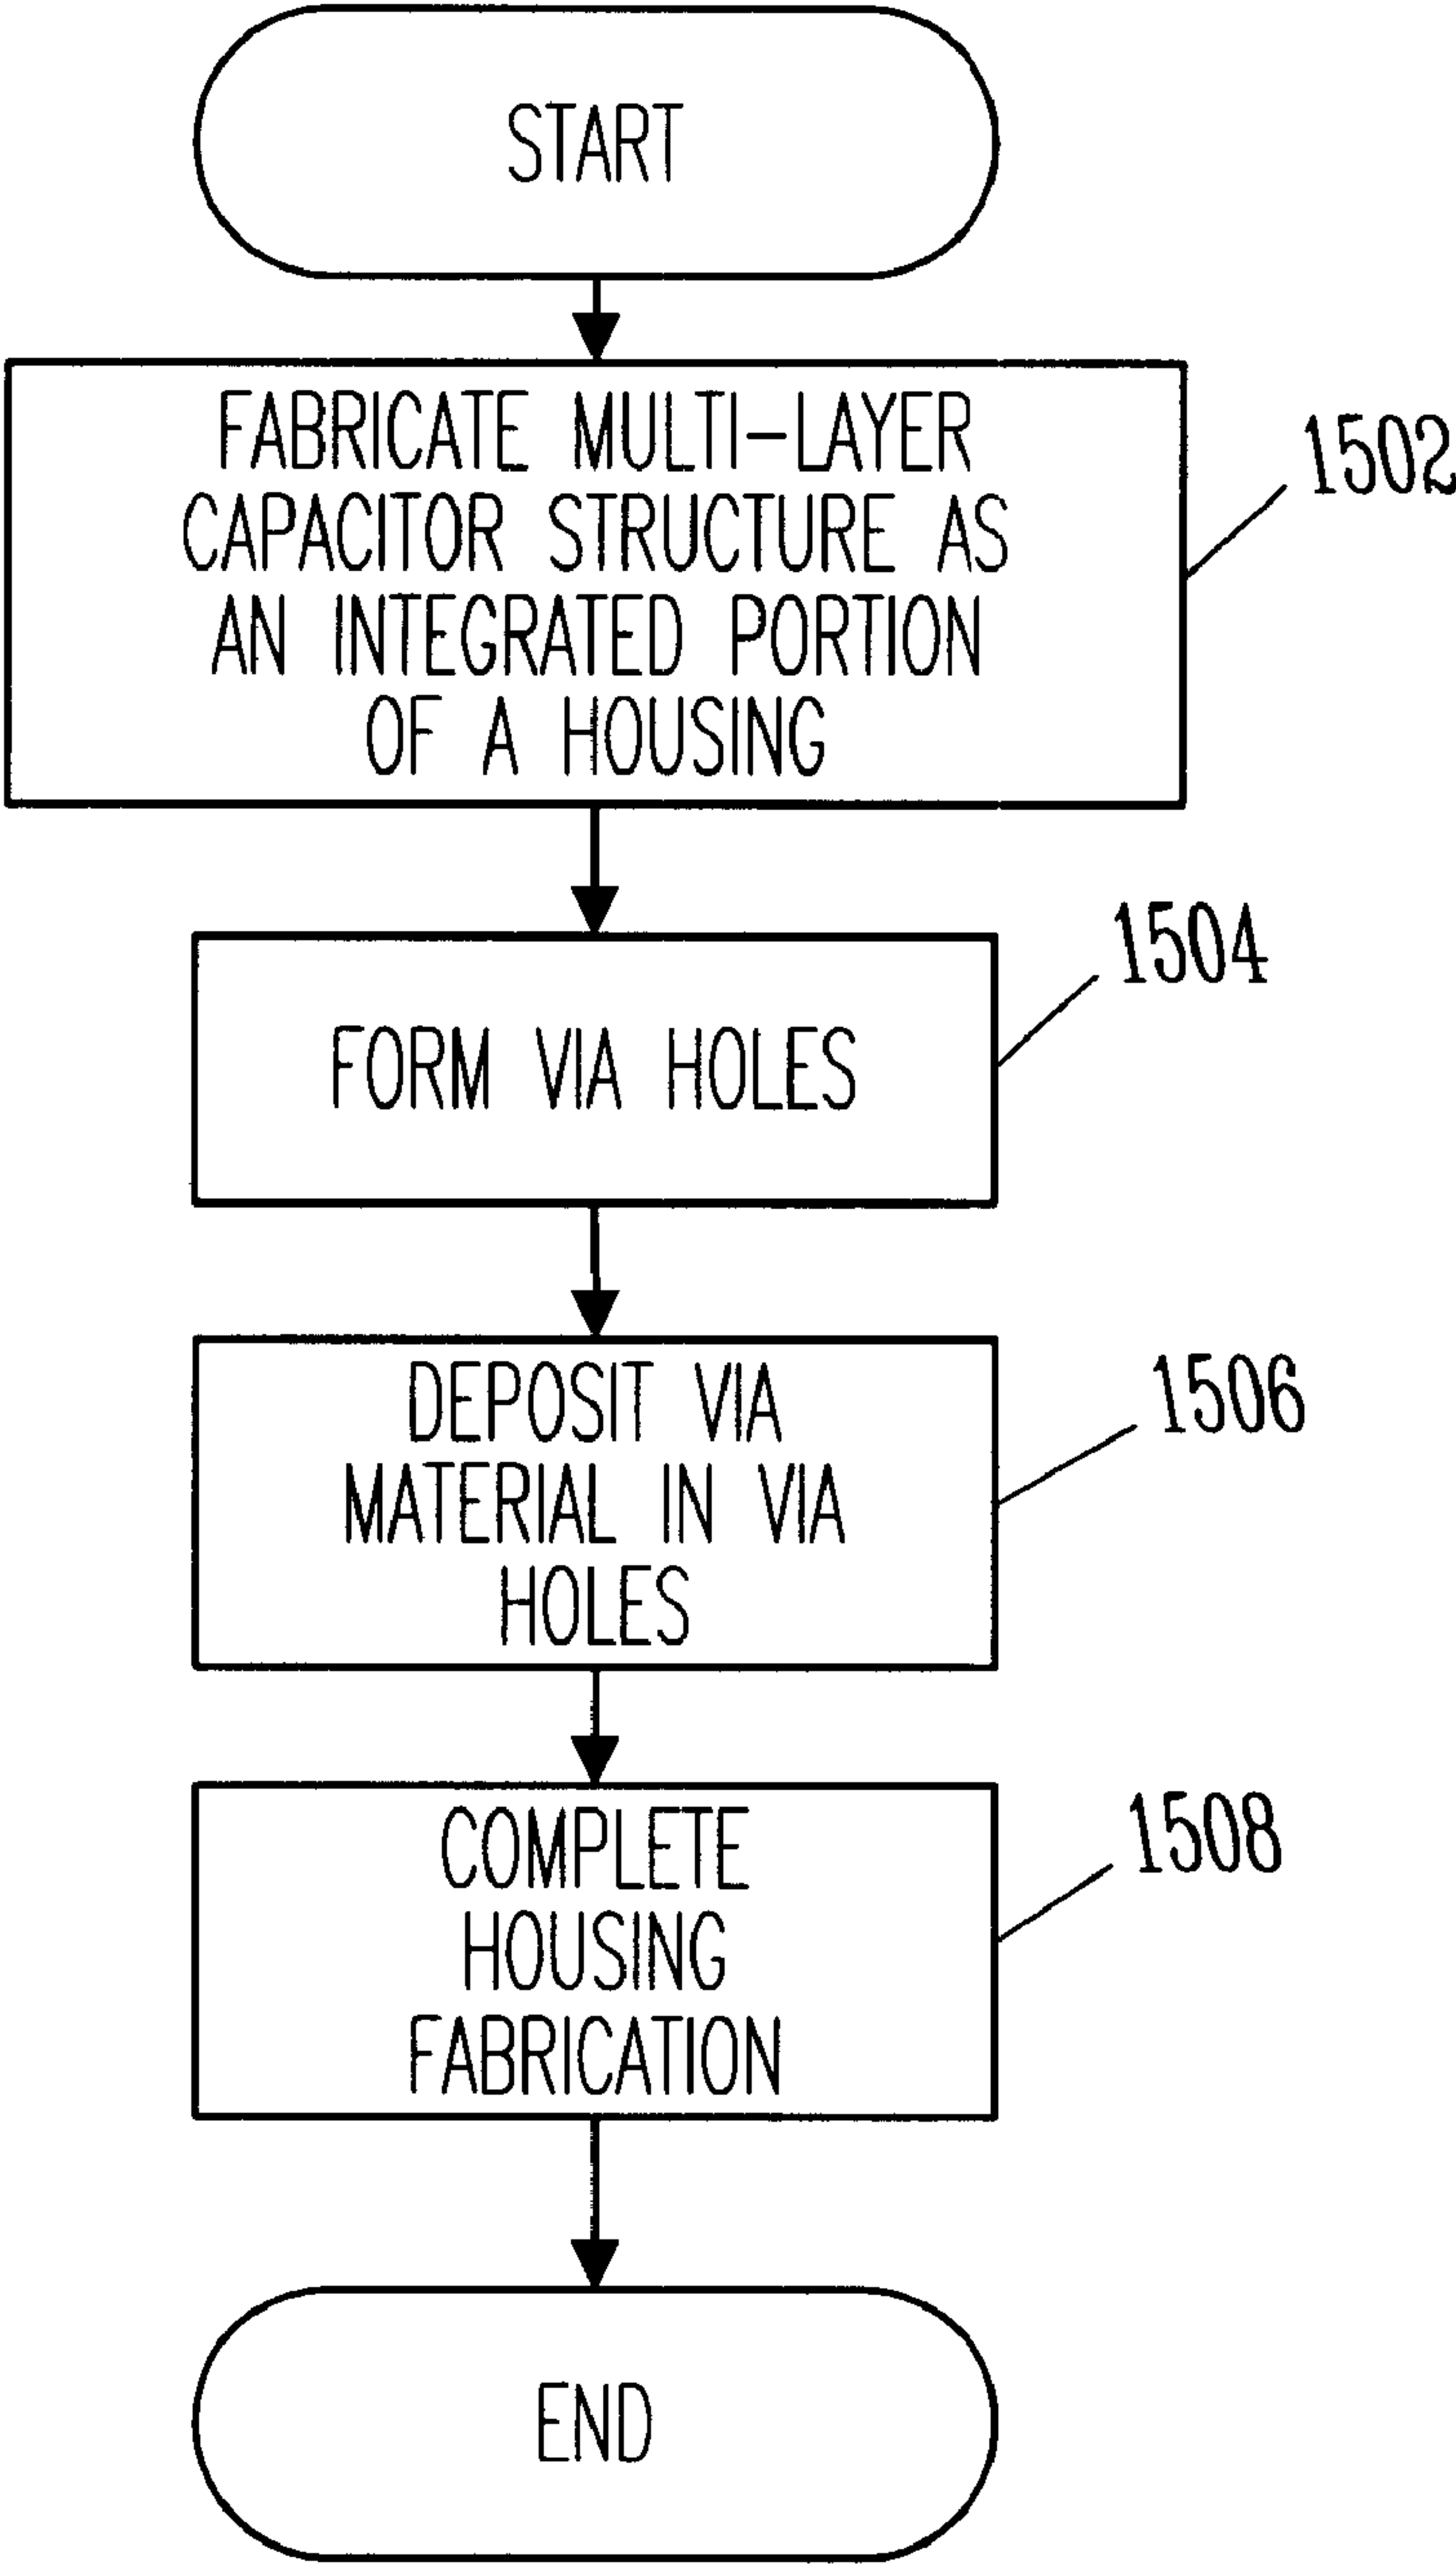 START
FABRICATE MULTI-LAYER
CAPACITOR STRUCTURE AS
AN INTEGRATED PORTION
OF A HOUSING
1502
FORM VIA HOLES
1504
DEPOSIT VIA
MATERIAL IN VIA
HOLES
1506
COMPLETE
HOUSING
FABRICATION
1508
END